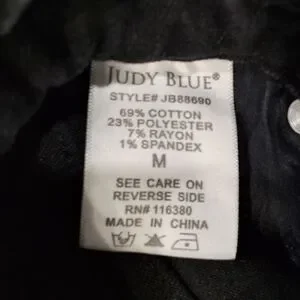 JUDY BLUE®
STYLE# JB88690
69% COTTON
23% POLYESTER
7% RAYON
1% SPANDEX
M
SEE CARE ON
REVERSE SIDE
RN# 116380
MADE IN CHINA